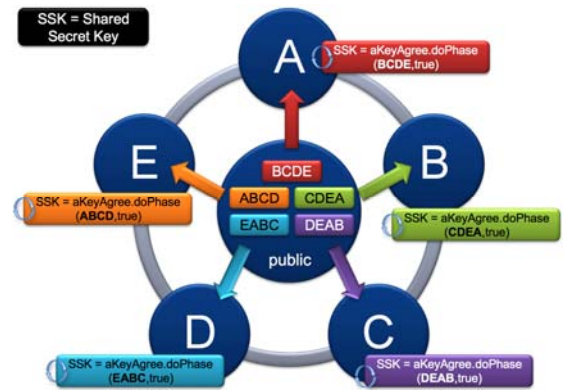 SSK = Shared
Secret Key
A
SSK = aKeyAgree.doPhase
(BCDE,true)
E
B
BCDE
ABCD
CDEA
EABC
DEAB
public
SSK = aKeyAgree.doPhase
(ABCD,true)
SSK = aKeyAgree.doPhase
(CDEA,true)
D
C
SSK = aKeyAgree.doPhase
(EABC,true)
SSK = aKeyAgree.doPhase
(DEAB,true)